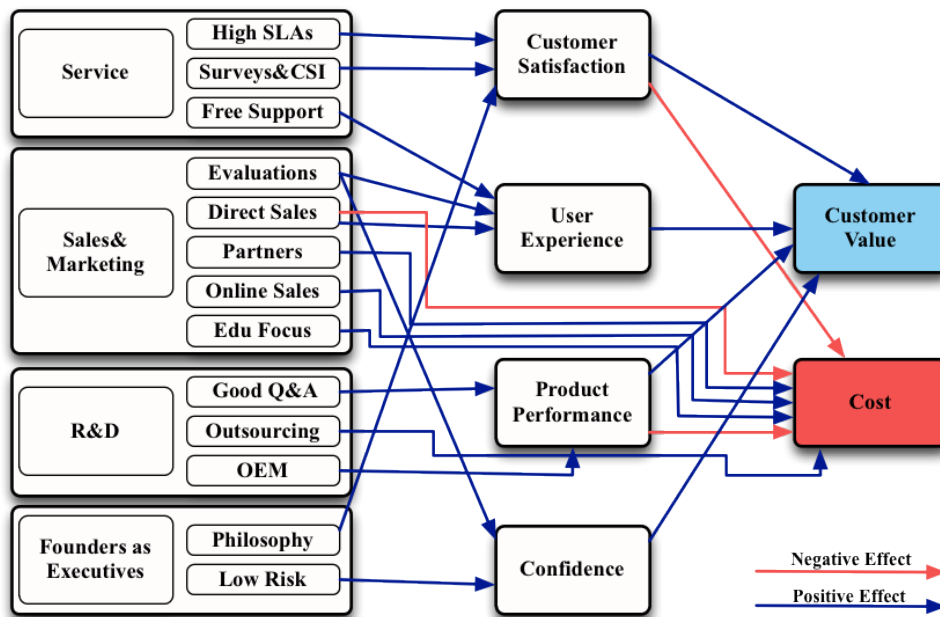 Service
High SLAs
Surveys&CSI
Free Support
Sales&
Marketing
Evaluations
Direct Sales
Partners
Online Sales
Edu Focus
R&D
Good Q&A
Outsourcing
OEM
Founders as
Executives
Philosophy
Low Risk
Customer
Satisfaction
User
Experience
Product
Performance
Confidence
Customer
Value
Cost
Negative Effect
Positive Effect